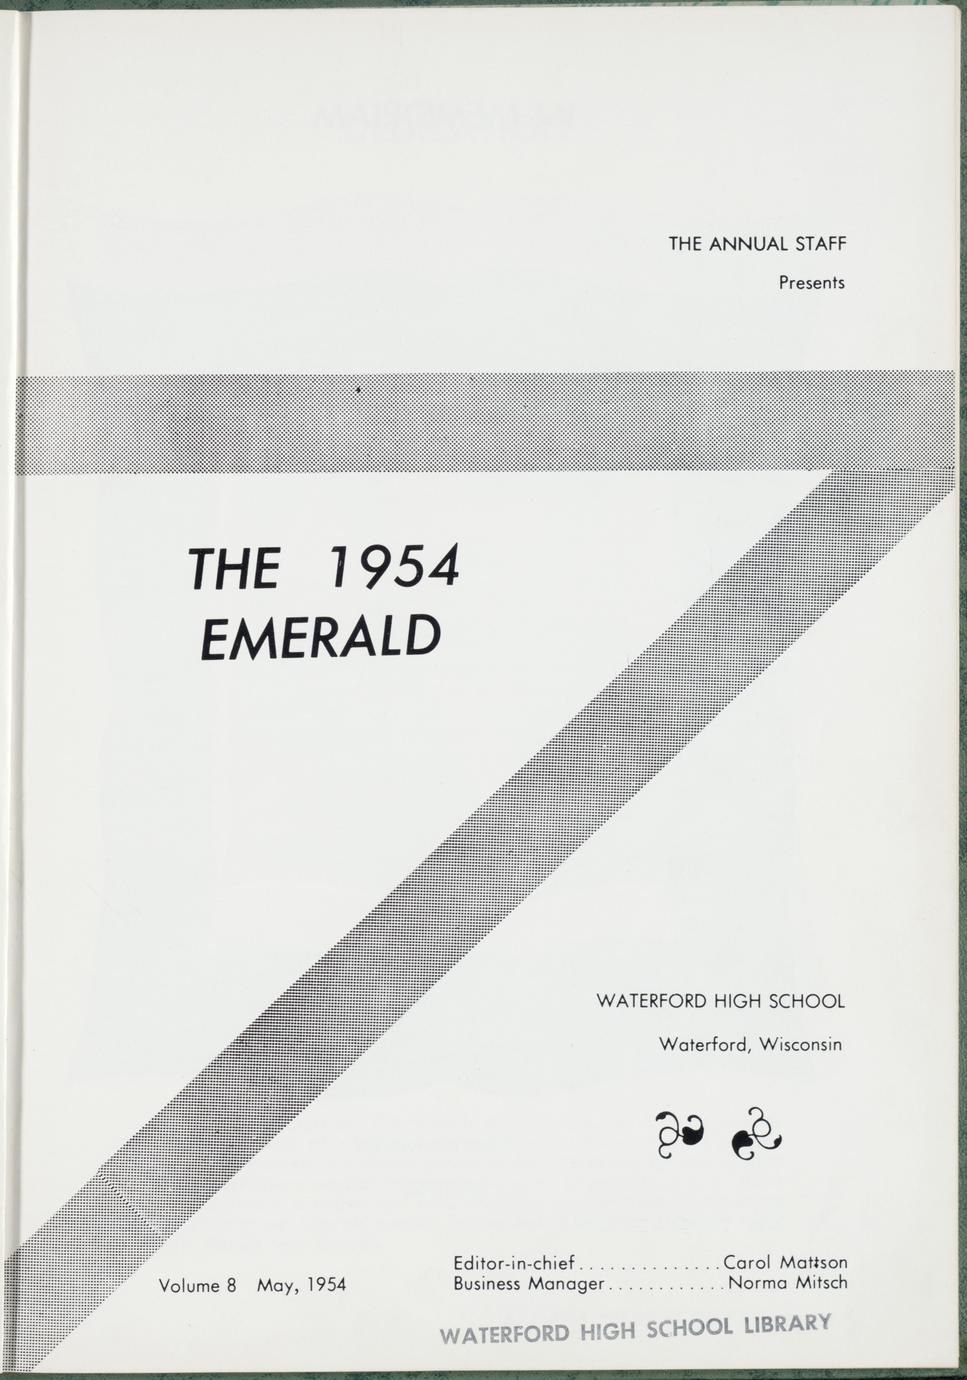 THE ANNUAL STAFF
Presents
THE 1954
EMERALD
WATERFORD HIGH SCHOOL
Waterford, Wisconsin
Volume 8 May, 1954
Editor-in-chief..............Carol Mattson
Business Manager............Norma Mitsch
WATERFORD HIGH SCHOOL LIBRARY